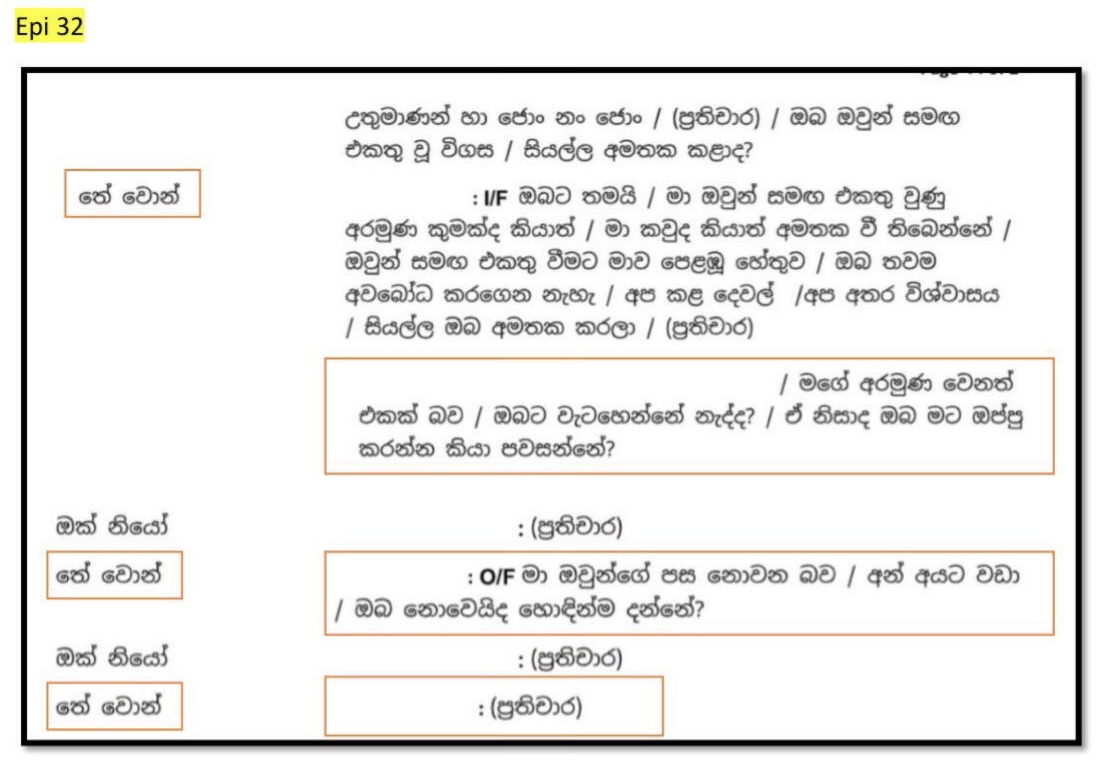 Epi 32
උතුමාණන් හා ජොං නං ජොං / (ප්‍රතිචාර) / ඔබ ඔවුන් සමඟ
එකතු වූ විගස / සියල්ල අමතක කළාද?
තේ වොන් : I/F ඔබට තමයි / මා ඔවුන් සමඟ එකතු වුණු
අරමුණ කුමක්ද කියාත් / මා කවුද කියාත් අමතක වී තිබෙන්නේ /
ඔවුන් සමඟ එකතු වීමට මාව පෙළඹූ හේතුව / ඔබ තවම
අවබෝධ කරගෙන නැහැ / අප කළ දෙවල් /අප අතර විශ්වාසය
/ සියල්ල ඔබ අමතක කරලා / (ප්‍රතිචාර)
/ මගේ අරමුණ වෙනත්
එකක් බව / ඔබට වැටහෙන්නේ නැද්ද? / ඒ නිසාද ඔබ මට ඔප්පු
කරන්න කියා පවසන්නේ?
ඔක් නියෝ : (ප්‍රතිචාර)
තේ වොන් : O/F මා ඔවුන්ගේ පස නොවන බව / අන් අයට වඩා
/ ඔබ නොවෙයිද හොඳින්ම දන්නේ?
ඔක් නියෝ : (ප්‍රතිචාර)
තේ වොන් : (ප්‍රතිචාර)